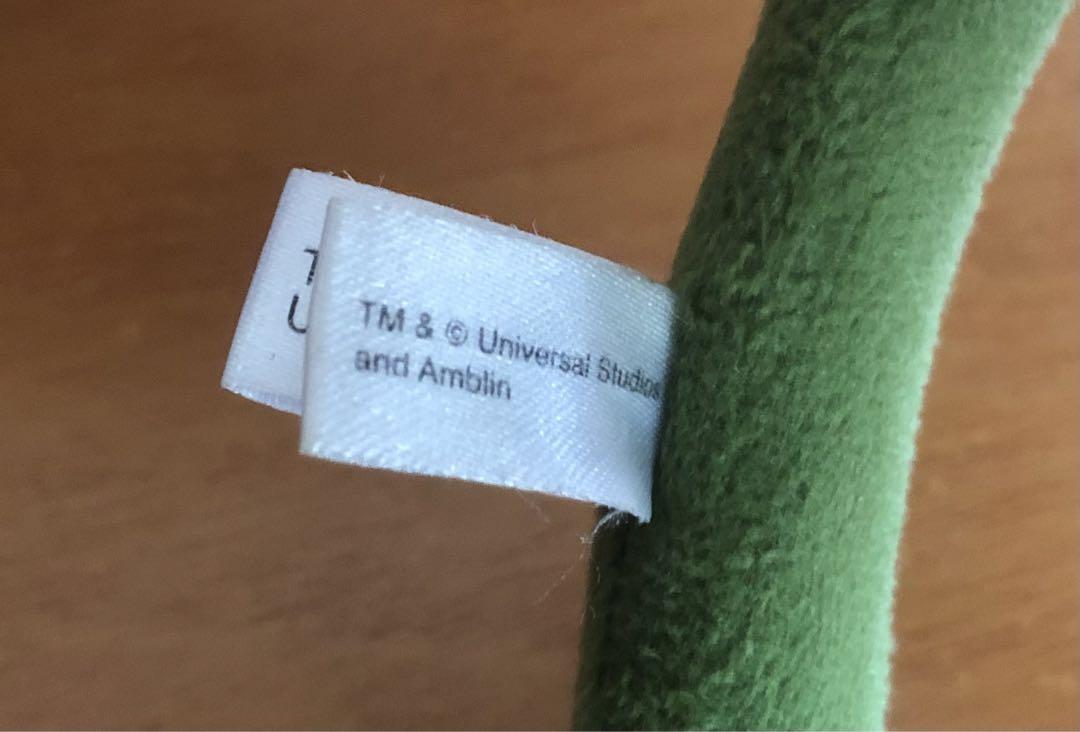 TM & © Universal Studios
and Amblin
T
U